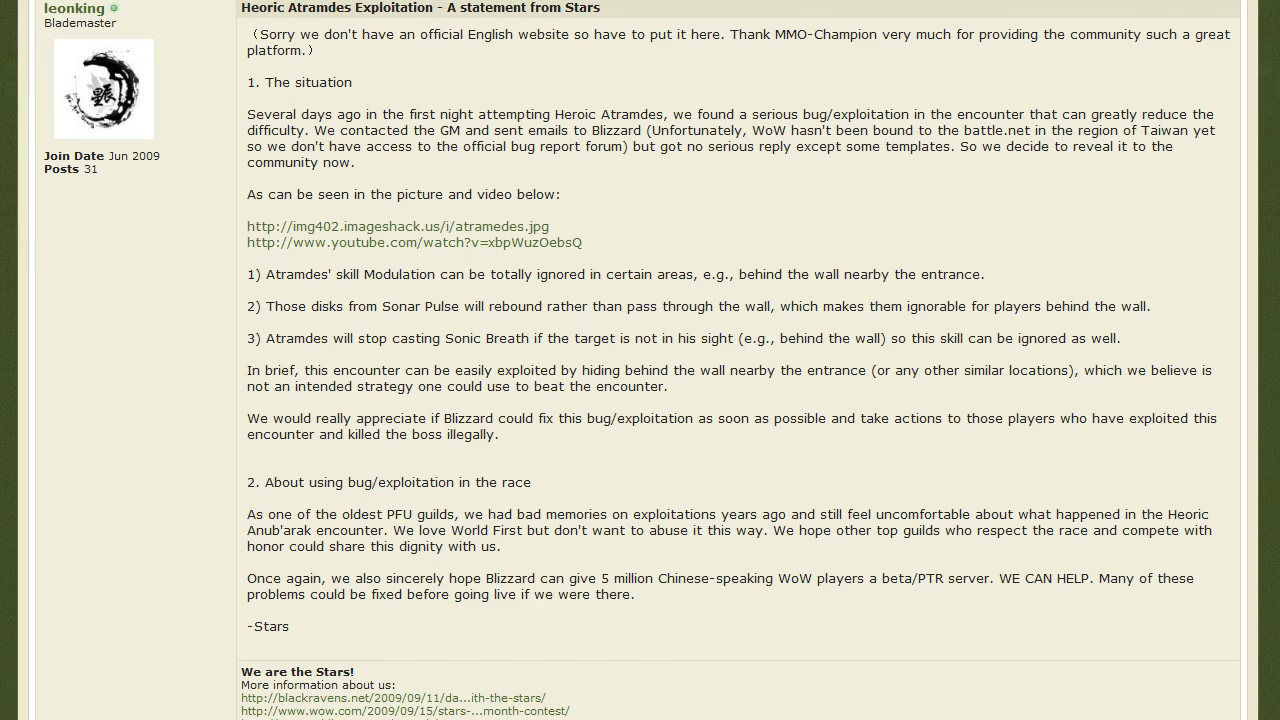 leonking
Blademaster
星辰
Join Date Jun 2009
Posts 31
Heoric Atramdes Exploitation - A statement from Stars
（Sorry we don't have an official English website so have to put it here. Thank MMO-Champion very much for providing the community such a great
platform.）
1. The situation
Several days ago in the first night attempting Heroic Atramdes, we found a serious bug/exploitation in the encounter that can greatly reduce the
difficulty. We contacted the GM and sent emails to Blizzard (Unfortunately, WoW hasn't been bound to the battle.net in the region of Taiwan yet
so we don't have access to the official bug report forum) but got no serious reply except some templates. So we decide to reveal it to the
community now.
As can be seen in the picture and video below:
http://img402.imageshack.us/i/atramedes.jpg
http://www.youtube.com/watch?v=xbpWuzOebsQ
1) Atramdes' skill Modulation can be totally ignored in certain areas, e.g., behind the wall nearby the entrance.
2) Those disks from Sonar Pulse will rebound rather than pass through the wall, which makes them ignorable for players behind the wall.
3) Atramdes will stop casting Sonic Breath if the target is not in his sight (e.g., behind the wall) so this skill can be ignored as well.
In brief, this encounter can be easily exploited by hiding behind the wall nearby the entrance (or any other similar locations), which we believe is
not an intended strategy one could use to beat the encounter.
We would really appreciate if Blizzard could fix this bug/exploitation as soon as possible and take actions to those players who have exploited this
encounter and killed the boss illegally.
2. About using bug/exploitation in the race
As one of the oldest PFU guilds, we had bad memories on exploitations years ago and still feel uncomfortable about what happened in the Heoric
Anub'arak encounter. We love World First but don't want to abuse it this way. We hope other top guilds who respect the race and compete with
honor could share this dignity with us.
Once again, we also sincerely hope Blizzard can give 5 million Chinese-speaking WoW players a beta/PTR server. WE CAN HELP. Many of these
problems could be fixed before going live if we were there.
-Stars
We are the Stars!
More information about us:
http://blackravens.net/2009/09/11/da...ith-the-stars/
http://www.wow.com/2009/09/15/stars-...month-contest/